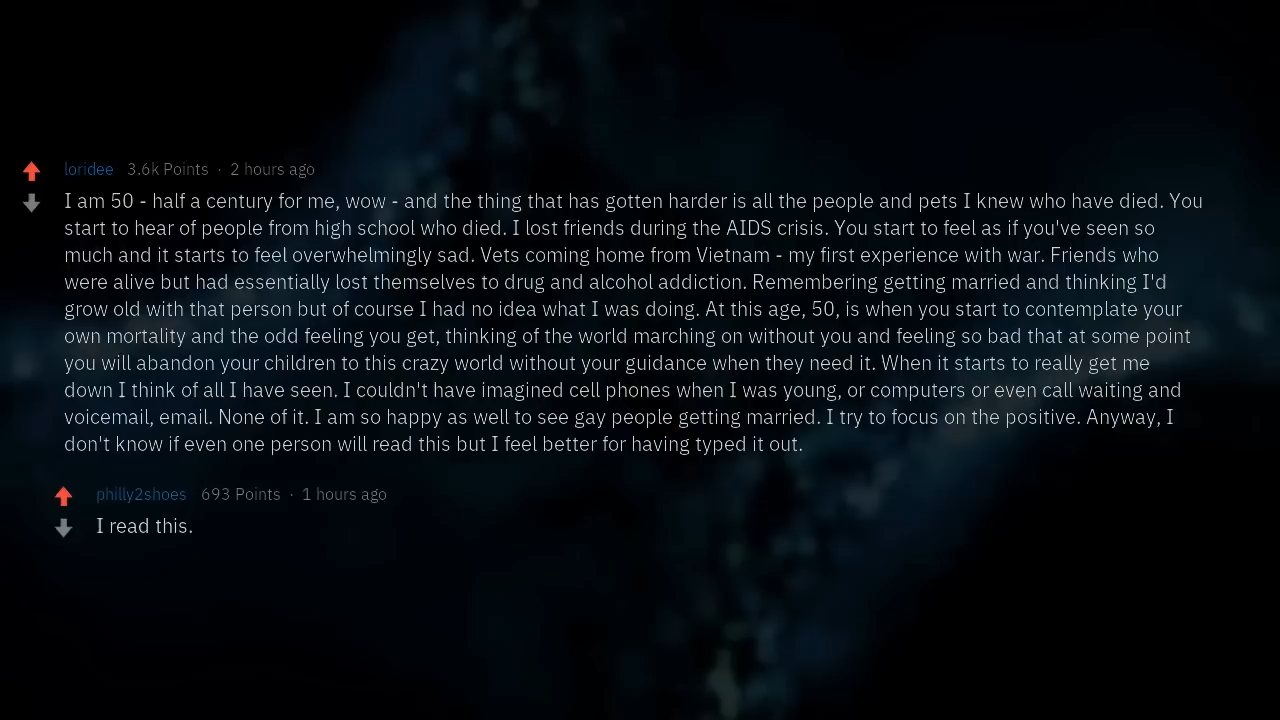 loridee 3.6k Points · 2 hours ago
I am 50 - half a century for me, wow - and the thing that has gotten harder is all the people and pets I knew who have died. You
start to hear of people from high school who died. I lost friends during the AIDS crisis. You start to feel as if you've seen so
much and it starts to feel overwhelmingly sad. Vets coming home from Vietnam - my first experience with war. Friends who
were alive but had essentially lost themselves to drug and alcohol addiction. Remembering getting married and thinking I'd
grow old with that person but of course I had no idea what I was doing. At this age, 50, is when you start to contemplate your
own mortality and the odd feeling you get, thinking of the world marching on without you and feeling so bad that at some point
you will abandon your children to this crazy world without your guidance when they need it. When it starts to really get me
down I think of all I have seen. I couldn't have imagined cell phones when I was young, or computers or even call waiting and
voicemail, email. None of it. I am so happy as well to see gay people getting married. I try to focus on the positive. Anyway, I
don't know if even one person will read this but I feel better for having typed it out.
philly2shoes 693 Points · 1 hours ago
I read this.